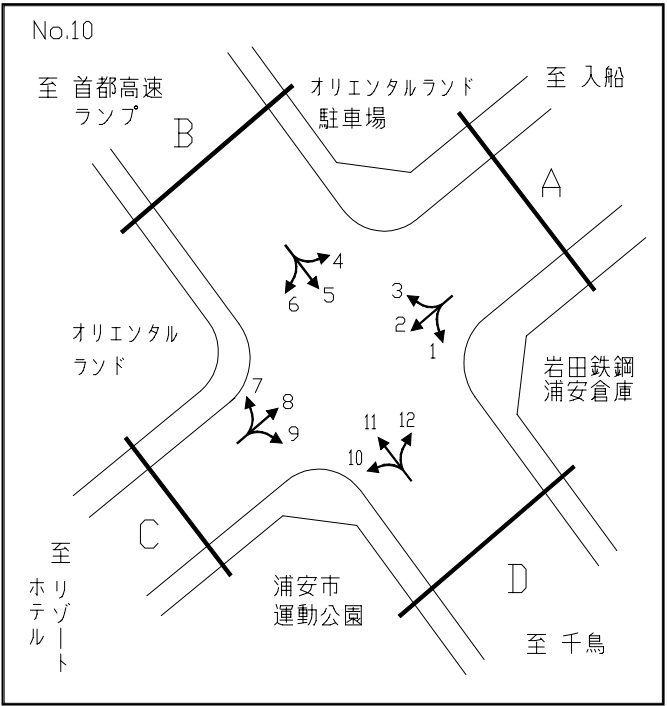 No.10
至 首都高速
ランプ
B
オリエンタルランド
駐車場
至 入船
A
4
5
6
3
2
1
オリエンタル
ランド
岩田鉄鋼
浦安倉庫
7
8
9
10
11
12
C
D
至 リゾート
ホテル
浦安市
運動公園
至 千鳥